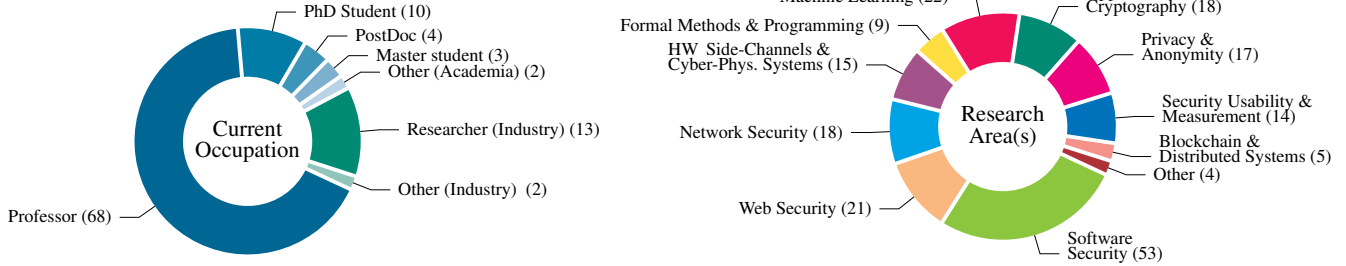 PhD Student (10)
PostDoc (4)
Master student (3)
Other (Academia) (2)
Researcher (Industry) (13)
Other (Industry) (2)
Professor (68)
Current
Occupation
Machine Learning (22)
Formal Methods & Programming (9)
HW Side-Channels &
Cyber-Phys. Systems (15)
Network Security (18)
Web Security (21)
Software
Security (53)
Other (4)
Blockchain &
Distributed Systems (5)
Security Usability &
Measurement (14)
Privacy &
Anonymity (17)
Cryptography (18)
Research
Area(s)